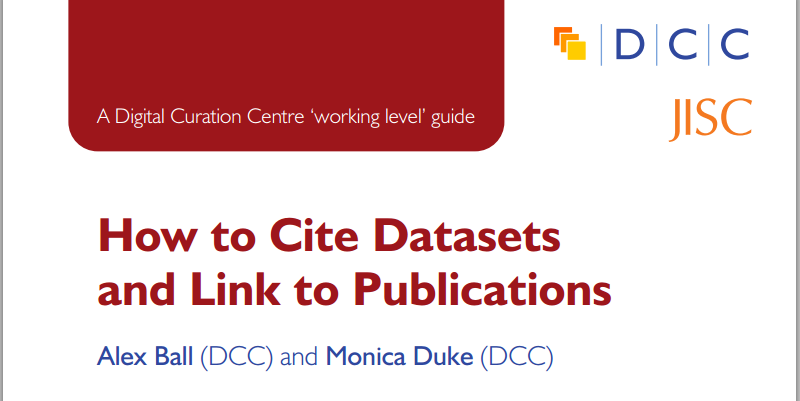 D C C
A Digital Curation Centre ‘working level’ guide
JISC
How to Cite Datasets
and Link to Publications
Alex Ball (DCC) and Monica Duke (DCC)